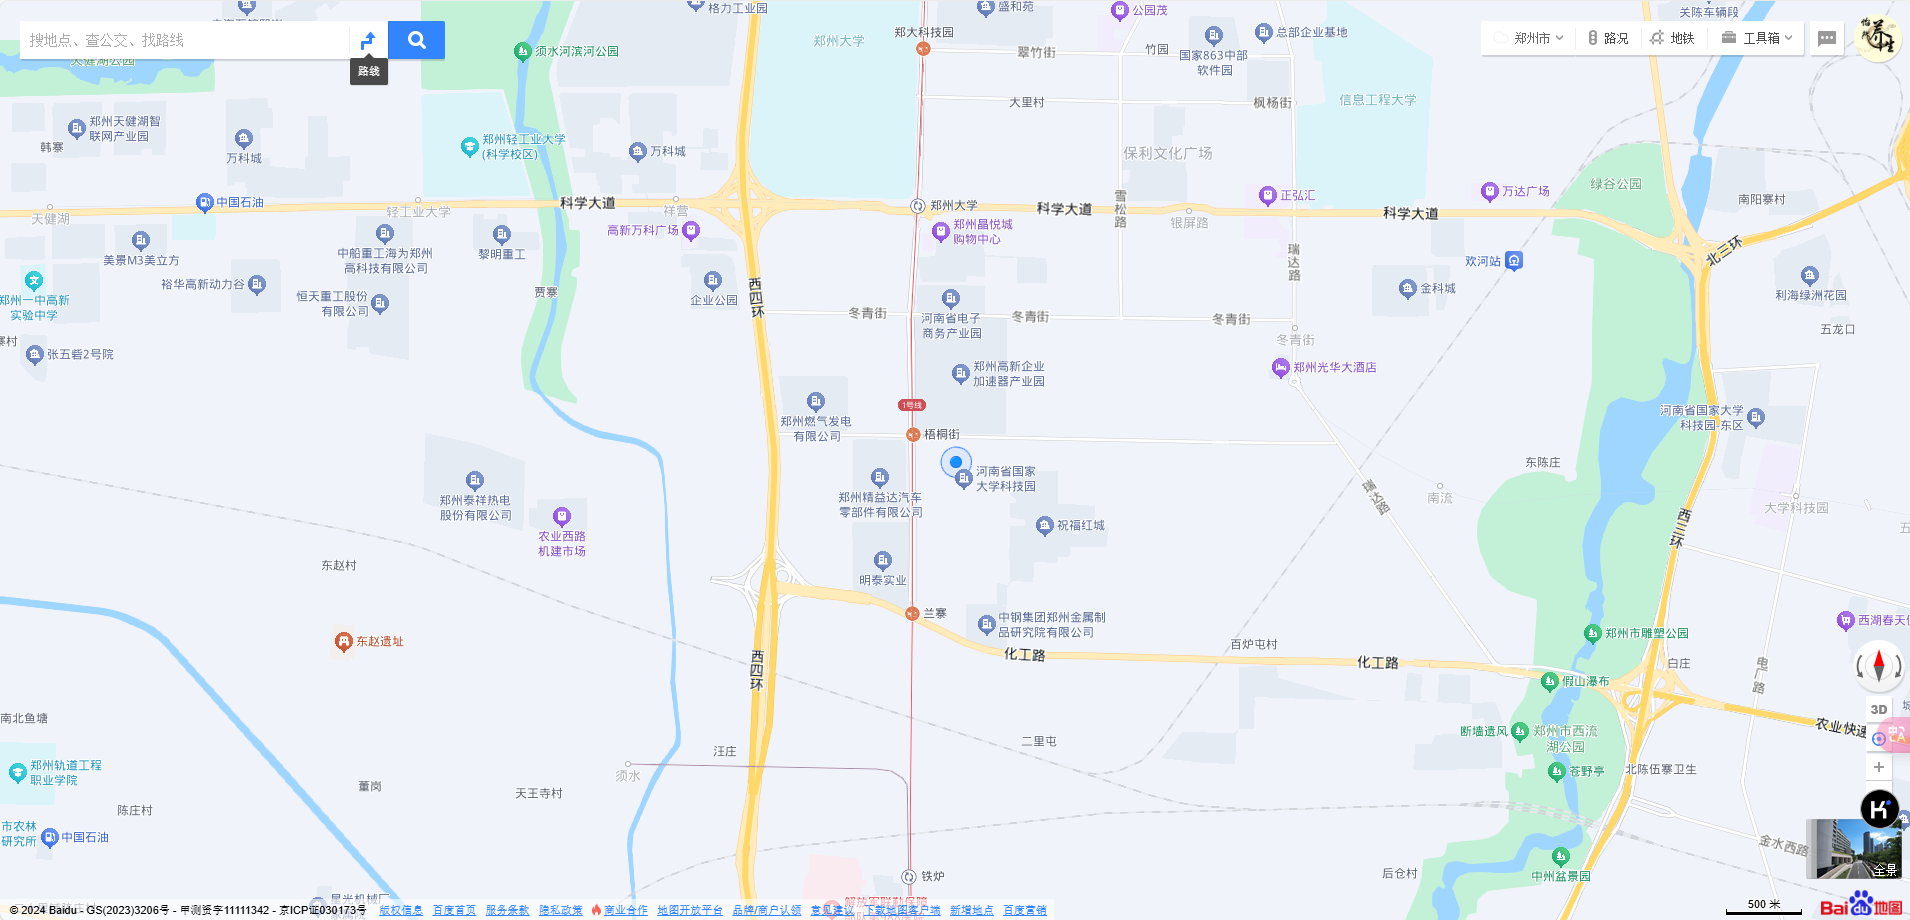 格力工业园
盛和苑
公园茂
关陈车辆段
搜地点、查公交、找路线
路线
天健湖公园
须水河滨河公园
郑州大学
郑大科技园
翠竹街
竹园
国家863中部
软件园
总部企业基地
郑州市
路况
地铁
工具箱
大里村
枫杨街
信息工程大学
郑州天健湖智
联网产业园
韩寨
万科城
郑州轻工业大学
(科学校区)
万科城
保利文化广场
绿谷公园
南阳寨村
天健湖
中国石油
轻工业大学
科学大道
祥营
郑州大学
科学大道
雪松路
银屏路
正弘汇
科学大道
万达广场
美景M3美立方
中船重工海为郑州
高科技有限公司
黎明重工
高新万科广场
郑州晶悦城
购物中心
瑞达路
欢河站
北三环
郑州一中高新
实验中学
裕华高新动力谷
恒天重工股份
有限公司
贾寨
企业公园
西四环
冬青街
河南省电子
商务产业园
冬青街
冬青街
冬青街
金科城
利海绿洲花园
五龙口
寨村
张五砦2号院
郑州高新企业
加速器产业园
郑州光华大酒店
1号线
郑州燃气发电
有限公司
梧桐街
河南省国家大学
科技园-东区
河南省国家
大学科技园
东陈庄
瑞达路
南流
大学科技园
五
郑州泰祥热电
股份有限公司
郑州精益达汽车
零部件有限公司
祝福红城
西三环
农业西路
机建市场
东赵村
明泰实业
兰寨
中钢集团郑州金属制
品研究院有限公司
东赵遗址
西四环
化工路
百炉屯村
化工路
郑州市雕塑公园
西湖春天
白庄
电厂路
假山瀑布
南北鱼塘
汪庄
二里屯
断墙遗风
郑州市西流
湖公园
农业快速
3D
城
郑州轨道工程
职业学院
须水
苍野亭
北陈伍寨卫生
董岗
天王寺村
陈庄村
市农林
研究所
中国石油
金水西路
铁炉
后仓村
中州盆景园
全景
500 米
Bai 地图
© 2024 Baidu - GS(2023)3206号 - 甲测资字11111342 - 京ICP证030173号
版权信息
百度首页
服务条款
隐私政策
商业合作
地图开放平台
品牌/商户认领
意见建议
下载地图客户端
新增地点
百度营销